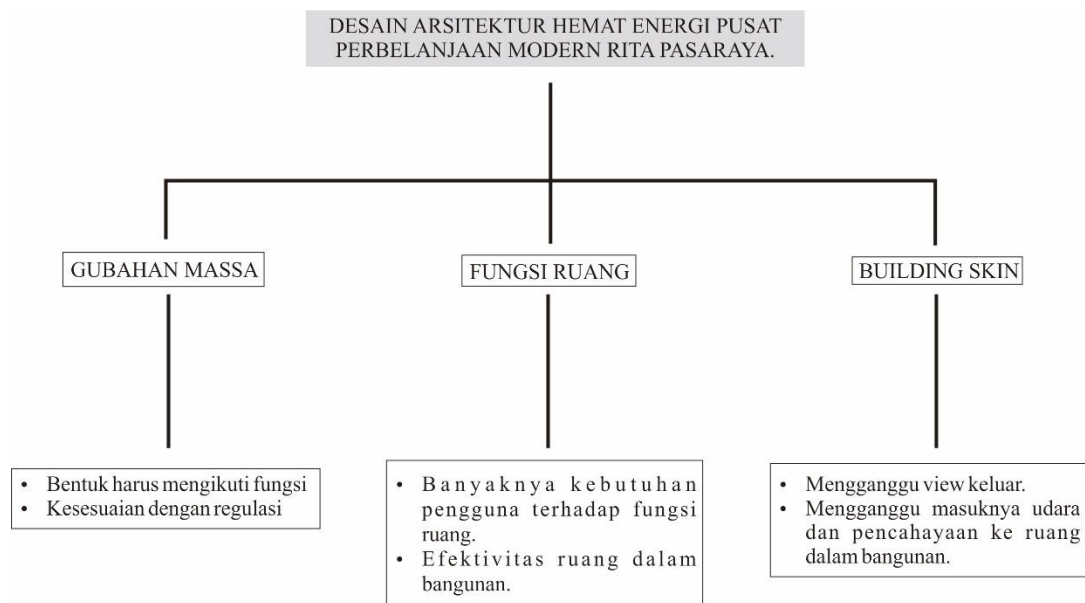 DESAIN ARSITEKTUR HEMAT ENERGI PUSAT
PERBELANJAAN MODERN RITA PASARAYA.
GUBAHAN MASSA
FUNGSI RUANG
BUILDING SKIN
• Bentuk harus mengikuti fungsi
• Kesesuaian dengan regulasi
• Banyaknya kebutuhan
pengguna terhadap fungsi
ruang.
• Efektivitas ruang dalam
bangunan.
• Mengganggu view keluar.
• Mengganggu masuknya udara
dan pencahayaan ke ruang
dalam bangunan.